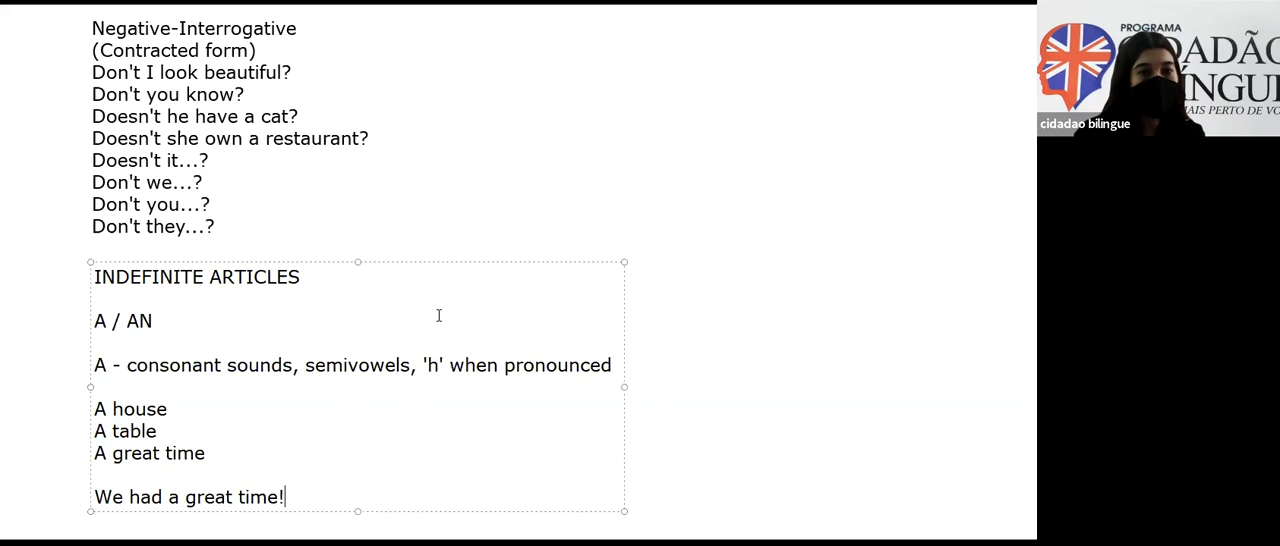 Negative-Interrogative
(Contracted form)
Don't I look beautiful?
Don't you know?
Doesn't he have a cat?
Doesn't she own a restaurant?
Doesn't it...?
Don't we...?
Don't you...?
Don't they...?
INDEFINITE ARTICLES
A / AN
A - consonant sounds, semivowels, 'h' when pronounced
A house
A table
A great time
We had a great time!
PROGRAMA
cidadao bilingue